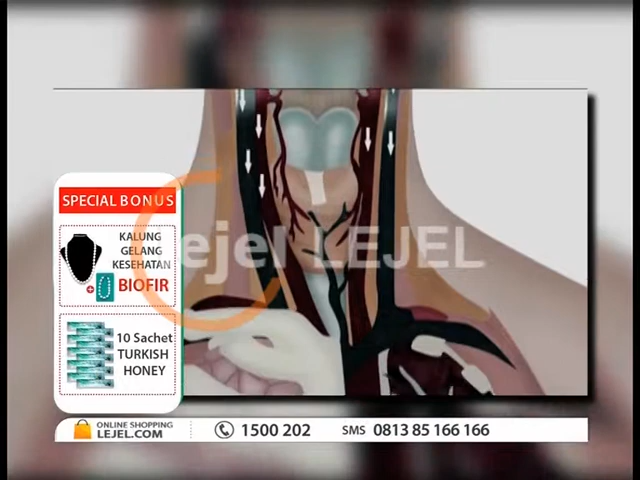 SPECIAL BONUS
KALUNG
GELANG
KESEHATAN
BIOFIR
10 Sachet
TURKISH
HONEY
ejel LEJEL
ONLINE SHOPPING
LEJEL.COM
1500 202
SMS 0813 85 166 166